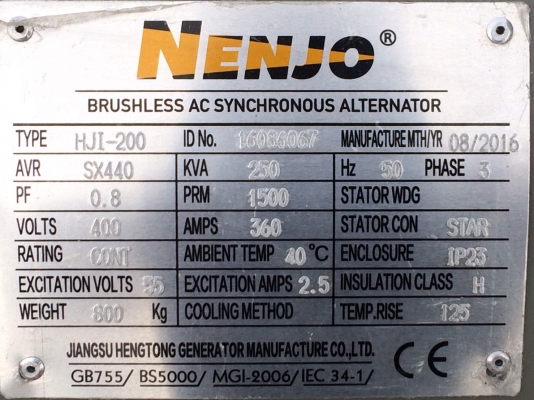 NENJO®
BRUSHLESS AC SYNCHRONOUS ALTERNATOR
TYPE HJI-200 ID No. 16086067 MANUFACTURE MTH/YR 08/2016
AVR SX440 KVA 250 Hz 50 PHASE 3
PF 0.8 PRM 1500 STATOR WDG
VOLTS 400 AMPS 360 STATOR CON STAR
RATING CONT AMBIENT TEMP 40 °C ENCLOSURE IP23
EXCITATION VOLTS 55 EXCITATION AMPS 2.5 INSULATION CLASS H
WEIGHT 800 Kg COOLING METHOD TEMP.RISE 125
JIANGSU HENGTONG GENERATOR MANUFACTURE CO.,LTD.
GB755/ BS5000/ MGI-2006/ IEC 34-1/ CE